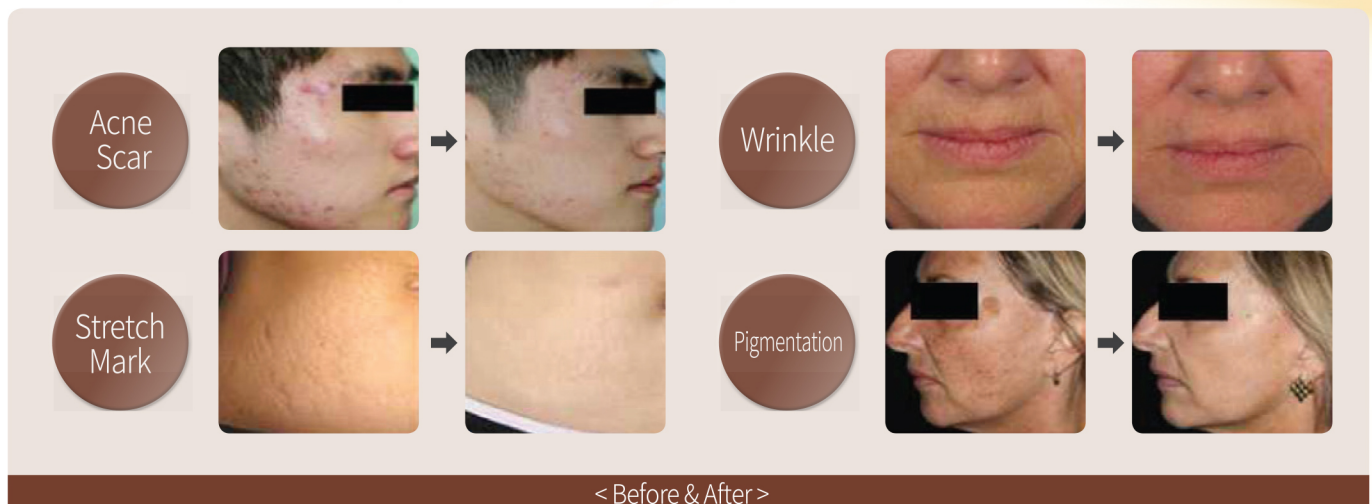 Acne
Scar
Wrinkle
Stretch
Mark
Pigmentation
< Before & After >